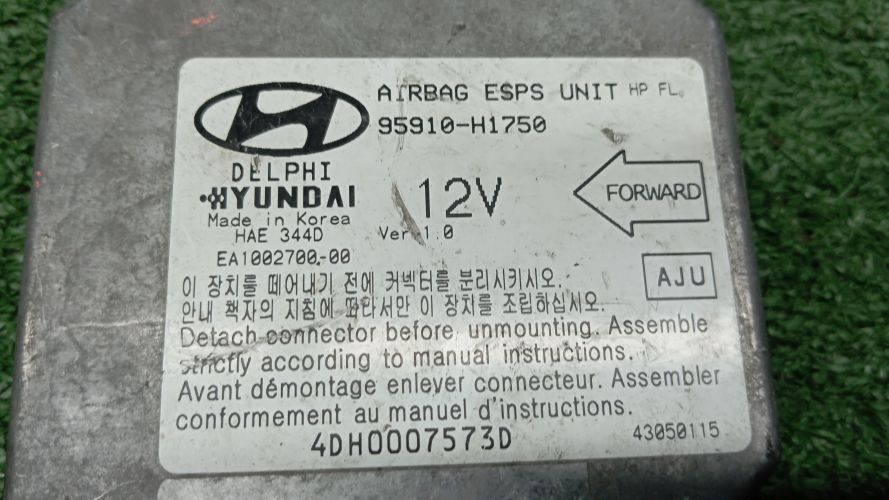 AIRBAG ESPS UNIT HP FL.
95910-H1750
DELPHI
HYUNDAI
Made in Korea
HAE 344D
EA1002700-00
12V
Ver 1.0
FORWARD
AJU
이 장치를 떼어내기 전에 커넥터를 분리시키시오.
안내 책자의 지침에 따라서만 이 장치를 조립하십시오.
Detach connector before unmounting. Assemble
strictly according to manual instructions.
Avant démontage enlever connecteur. Assembler
conformement au manuel d'instructions.
4DH0007573D
43050115